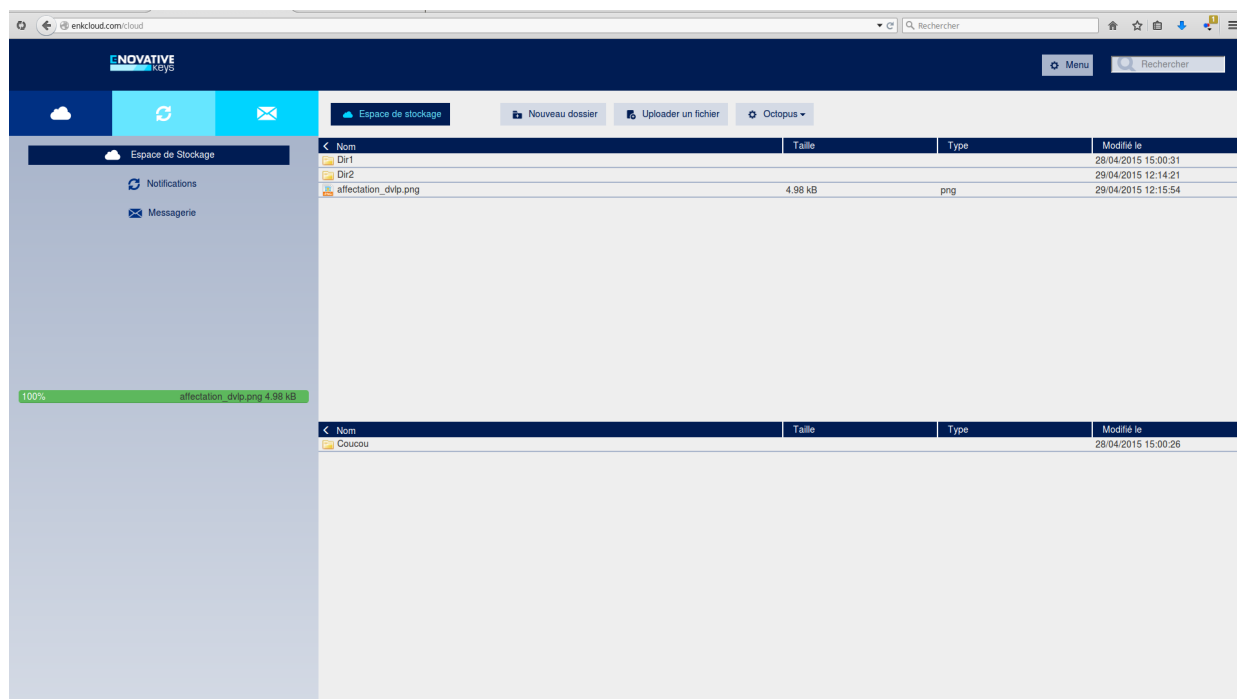 enkcloud.com/cloud
Rechercher
1
ENOVATIVE
keys
Menu
Rechercher
Espace de stockage
Nouveau dossier
Uploader un fichier
Octopus
Espace de Stockage
Notifications
Messagerie
Nom Taille Type Modifié le
Dir1 28/04/2015 15:00:31
Dir2 29/04/2015 12:14:21
affectation_dvlp.png 4.98 kB png 29/04/2015 12:15:54
100% affectation_dvlp.png 4.98 kB
Nom Taille Type Modifié le
Coucou 28/04/2015 15:00:26